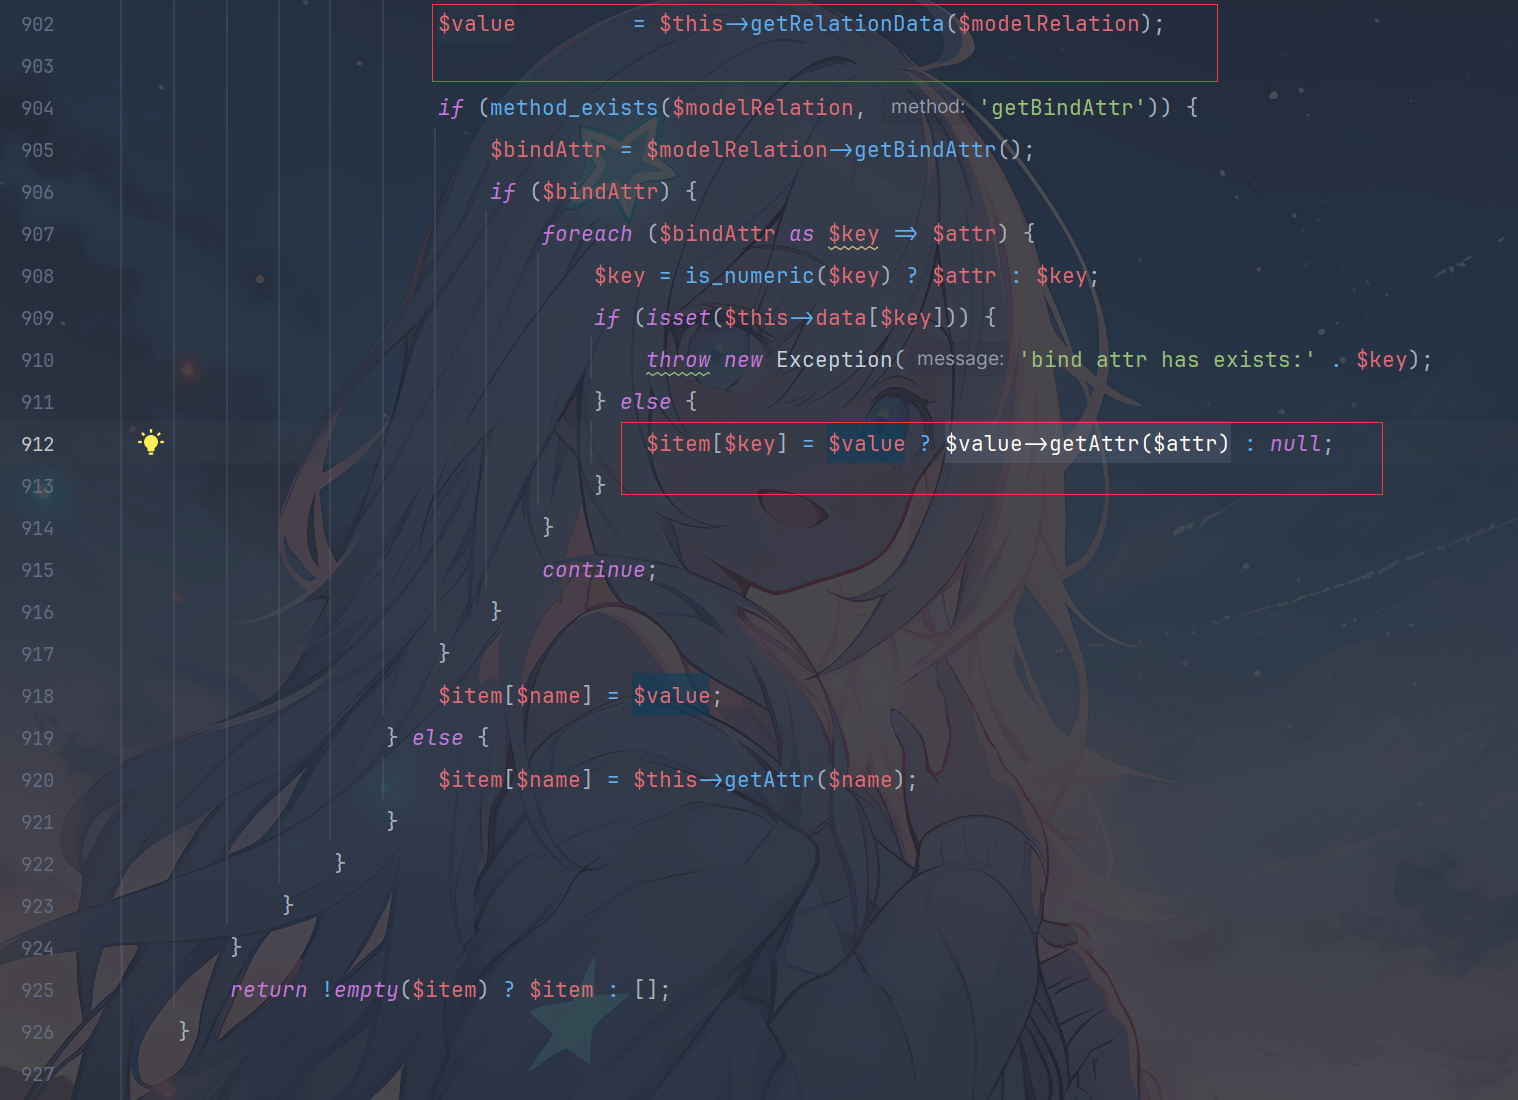 902 $value = $this->getRelationData($modelRelation);
903
904 if (method_exists($modelRelation, method: 'getBindAttr')) {
905 $bindAttr = $modelRelation->getBindAttr();
906 if ($bindAttr) {
907 foreach ($bindAttr as $key => $attr) {
908 $key = is_numeric($key) ? $attr : $key;
909 if (isset($this->data[$key])) {
910 throw new Exception( message: 'bind attr has exists:' . $key);
911 } else {
912 $item[$key] = $value ? $value->getAttr($attr) : null;
913 }
914 }
915 continue;
916 }
917 }
918 $item[$name] = $value;
919 } else {
920 $item[$name] = $this->getAttr($name);
921 }
922 }
923 }
924 }
925 return !empty($item) ? $item : [];
926 }
927